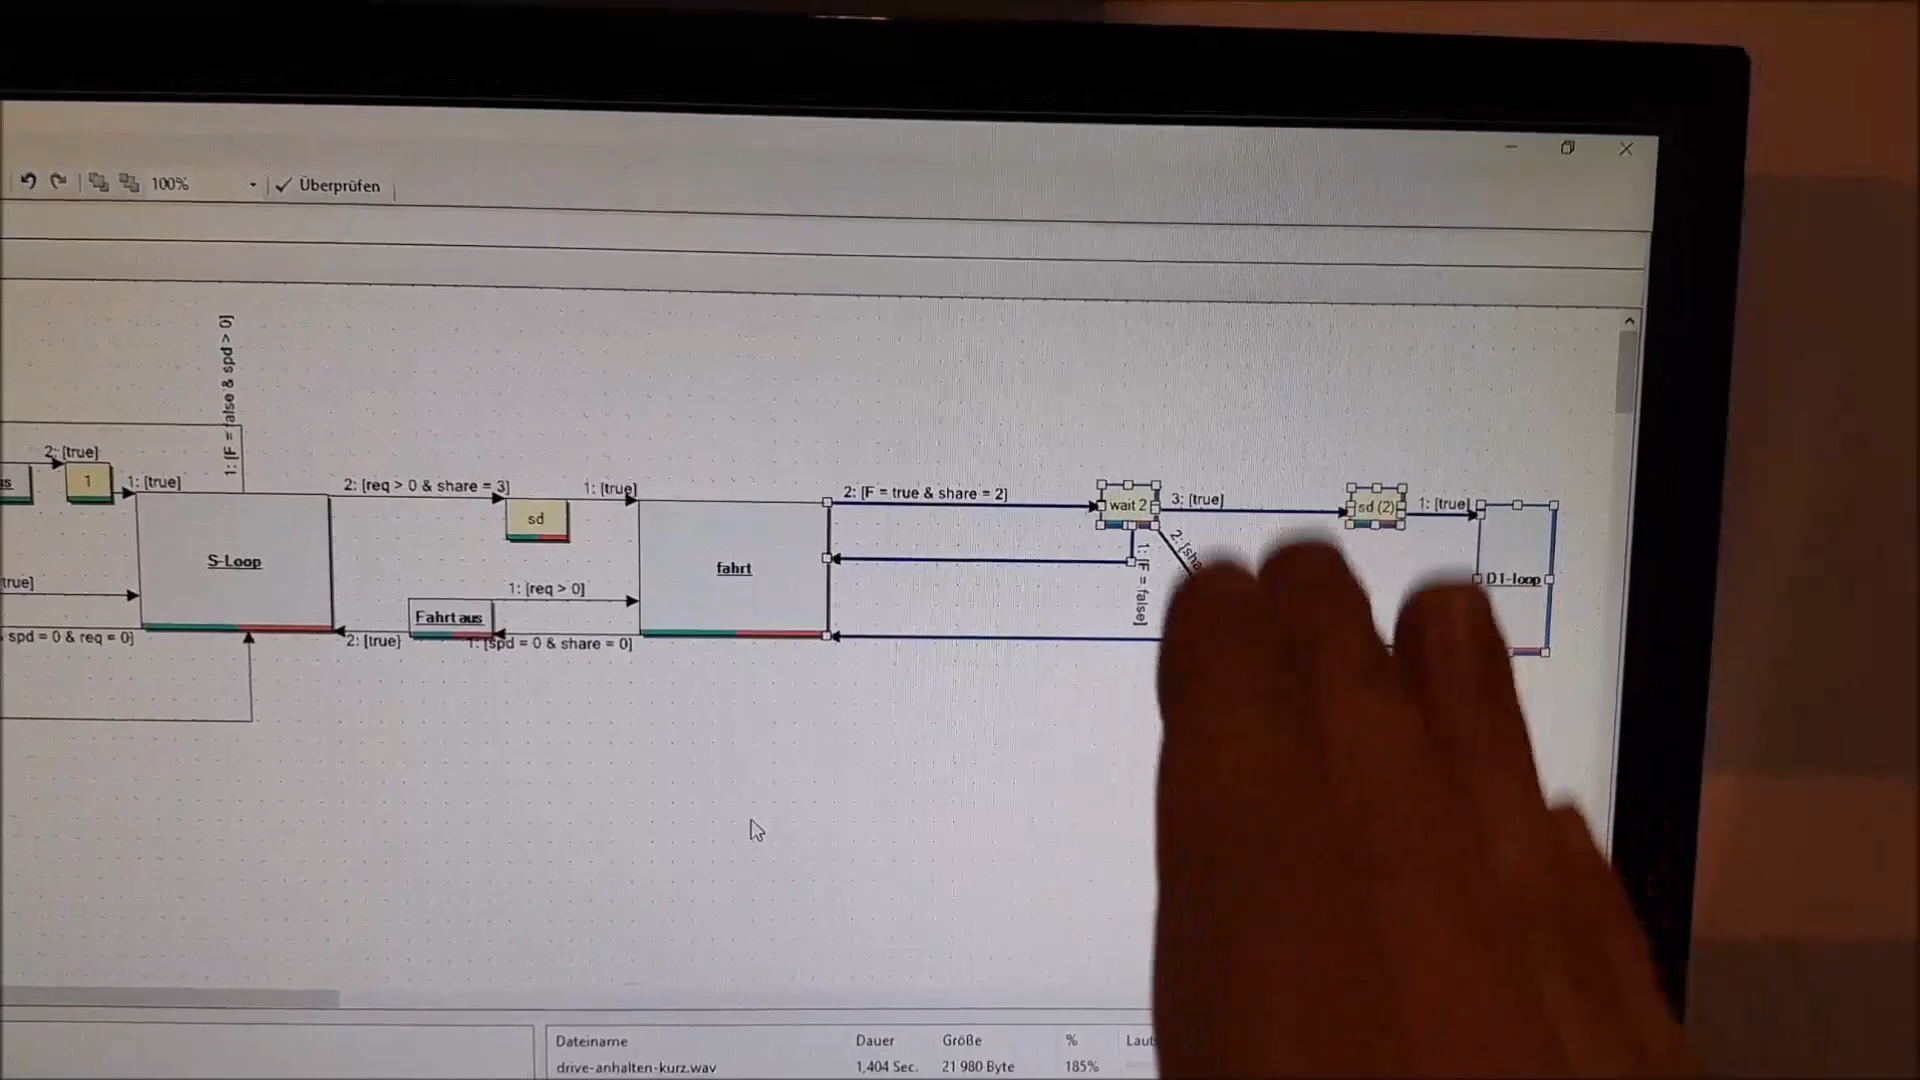 100%
Überprüfen
1: [F = false & spd > 0]
2: [true]
1
1: [true]
2: [req > 0 & share = 3]
1: [true]
sd
2: [F = true & share = 2]
wait 2
3: [true]
sd (2)
1: [true]
S-Loop
fahrt
1: [F = false]
D1-loop
1: [req > 0]
Fahrt aus
spd = 0 & req = 0]
2: [true]
1: [spd = 0 & share = 0]
Dateiname
Dauer
Größe
%
drive-anhalten-kurz.wav
1,404 Sec.
21 980 Byte
185%